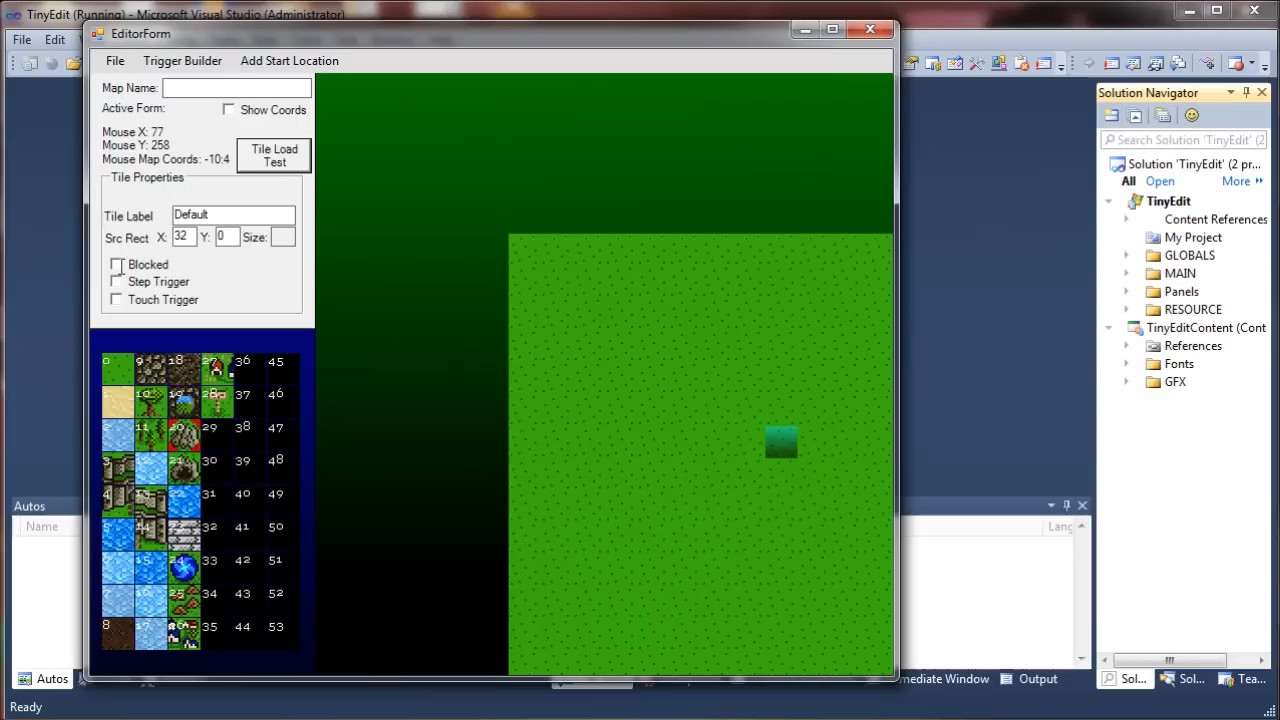 TinyEdit (Running) - Microsoft Visual Studio (Administrator)
File Edit
EditorForm
File Trigger Builder Add Start Location
Map Name:
Active Form: Show Coords
Mouse X: 77
Mouse Y: 258
Mouse Map Coords: -10:4
Tile Load Test
Tile Properties
Tile Label Default
Src Rect X: 32 Y: 0 Size:
Blocked
Step Trigger
Touch Trigger
0 9 18 27 36 45
1 10 19 28 37 46
2 11 20 29 38 47
3 12 21 30 39 48
4 13 22 31 40 49
5 14 23 32 41 50
6 15 24 33 42 51
7 16 25 34 43 52
8 17 26 35 44 53
Solution Navigator
Search Solution 'TinyEdit' (2
Solution 'TinyEdit' (2 pr
All Open More
TinyEdit
Content References
My Project
GLOBALS
MAIN
Panels
RESOURCE
TinyEditContent (Cont
References
Fonts
GFX
Autos
Name
Lang
Autos
mediate Window Output
Sol... Sol... Tea...
Ready